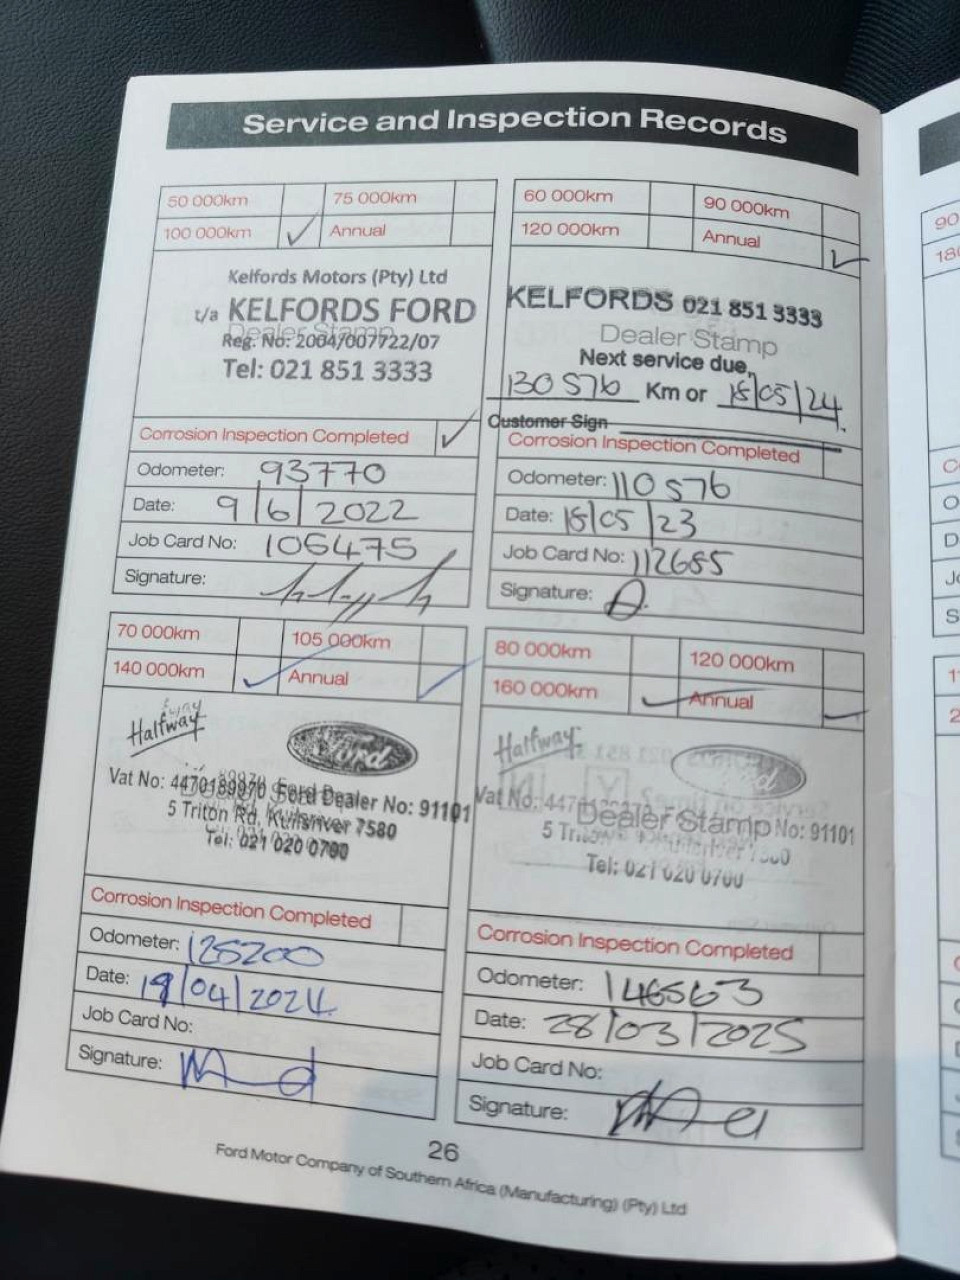 Service and Inspection Records
50 000km 75 000km
100 000km ✓ Annual
Kelfords Motors (Pty) Ltd
t/a KELFORDS FORD
Dealer Stamp
Reg. No: 2004/007722/07
Tel: 021 851 3333
Corrosion Inspection Completed ✓
Odometer: 93770
Date: 9/6/2022
Job Card No: 106475
Signature:
60 000km 90 000km
120 000km Annual ✓
KELFORDS 021 851 3333
Dealer Stamp
Next service due,
130 576 Km or 18/05/24.
Customer Sign
Corrosion Inspection Completed
Odometer: 110 576
Date: 18/05/23
Job Card No: 112685
Signature:
70 000km 105 000km
140 000km ✓ Annual ✓
Halfway
Ford
Vat No: 4470189970 Ford Dealer No: 91101
5 Triton Rd, Kuilsriver 7580
Tel: 021 020 0700
Corrosion Inspection Completed
Odometer: 125200
Date: 19/04/2024
Job Card No:
Signature:
80 000km 120 000km
160 000km ✓ Annual ✓
Halfway
Ford
Vat No: Dealer Stamp No: 91101
Tel: 021 020 0700
Corrosion Inspection Completed
Odometer: 146563
Date: 28/03/2025
Job Card No:
Signature:
26
Ford Motor Company of Southern Africa (Manufacturing) (Pty) Ltd